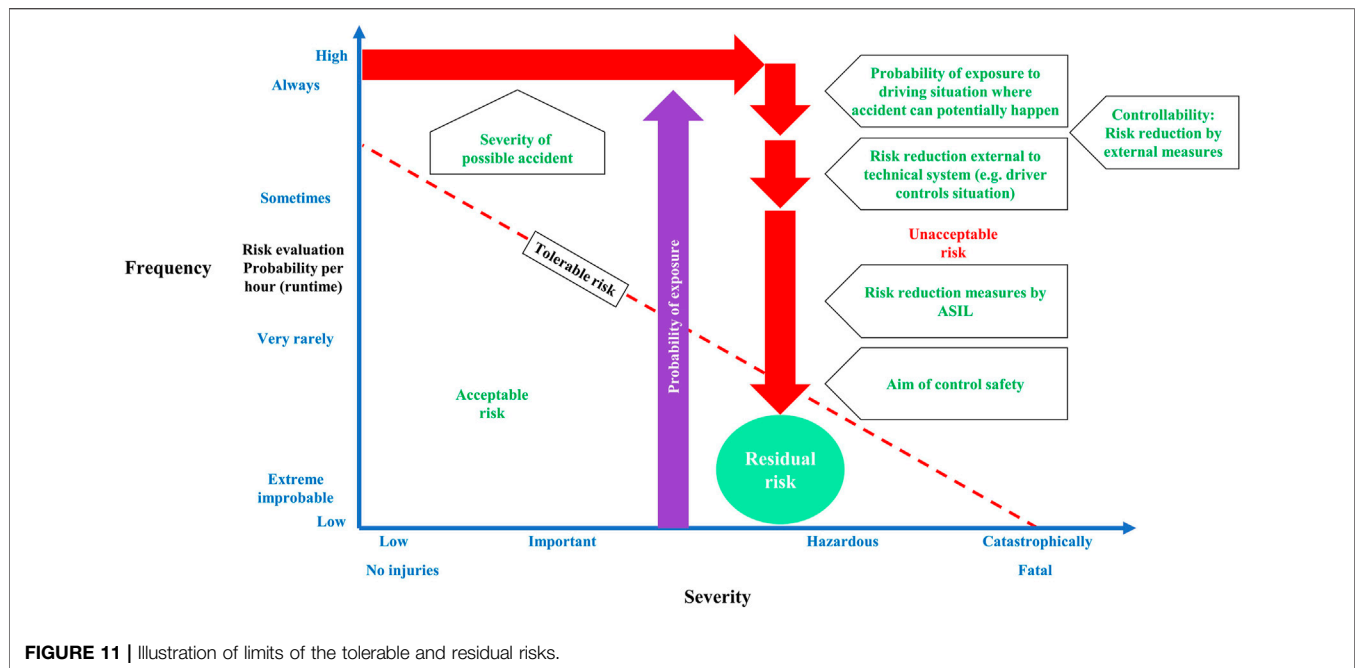 High
Always
Sometimes
Frequency
Risk evaluation
Probability per
hour (runtime)
Very rarely
Extreme
improbable
Low
Severity of
possible accident
Tolerable risk
Acceptable
risk
Probability of exposure
Residual
risk
Probability of exposure to
driving situation where
accident can potentially happen
Controllability:
Risk reduction by
external measures
Risk reduction external to
technical system (e.g. driver
controls situation)
Unacceptable
risk
Risk reduction measures by
ASIL
Aim of control safety
Low
Important
Hazardous
Catastrophically
No injuries
Fatal
Severity
FIGURE 11 | Illustration of limits of the tolerable and residual risks.